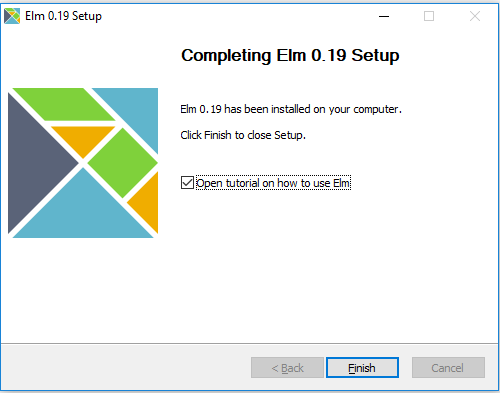 Elm 0.19 Setup
Completing Elm 0.19 Setup
Elm 0.19 has been installed on your computer.
Click Finish to close Setup.
Open tutorial on how to use Elm
< Back
Finish
Cancel